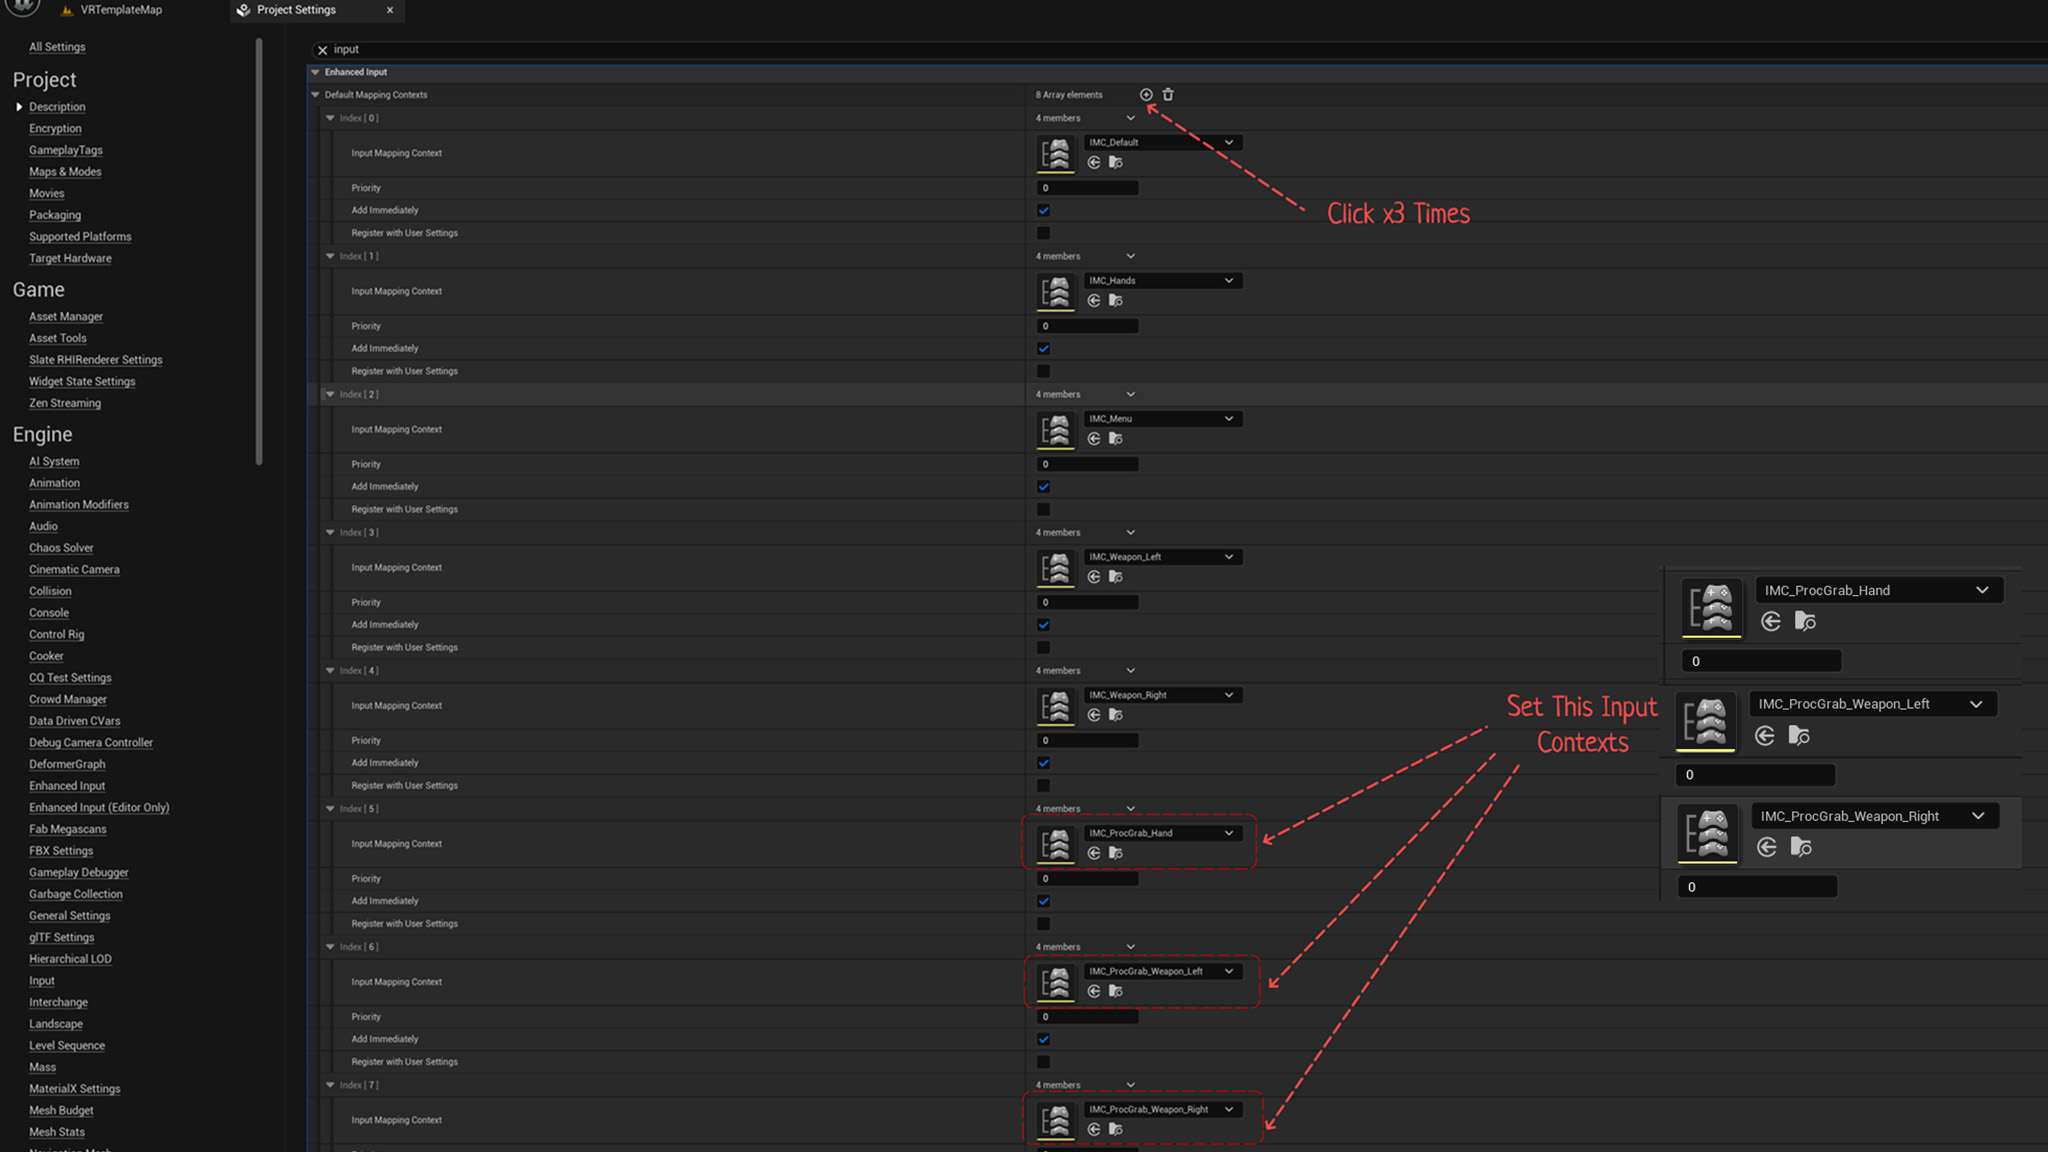 VRTemplateMap
Project Settings
input
All Settings
Project
Description
Encryption
GameplayTags
Maps & Modes
Movies
Packaging
Supported Platforms
Target Hardware
Game
Asset Manager
Asset Tools
Slate RHIRenderer Settings
Widget State Settings
Zen Streaming
Engine
AI System
Animation
Animation Modifiers
Audio
Chaos Solver
Cinematic Camera
Collision
Console
Control Rig
Cooker
CQ Test Settings
Crowd Manager
Data Driven CVars
Debug Camera Controller
DeformerGraph
Enhanced Input
Enhanced Input (Editor Only)
Fab Megascans
FBX Settings
Gameplay Debugger
Garbage Collection
General Settings
glTF Settings
Hierarchical LOD
Input
Interchange
Landscape
Level Sequence
Mass
MaterialX Settings
Mesh Budget
Mesh Stats
Enhanced Input
Default Mapping Contexts 8 Array elements
Index [ 0 ] 4 members
Input Mapping Context IMC_Default
Priority 0
Add Immediately
Register with User Settings
Click x3 Times
Index [ 1 ] 4 members
Input Mapping Context IMC_Hands
Priority 0
Add Immediately
Register with User Settings
Index [ 2 ] 4 members
Input Mapping Context IMC_Menu
Priority 0
Add Immediately
Register with User Settings
Index [ 3 ] 4 members
Input Mapping Context IMC_Weapon_Left
Priority 0
Add Immediately
Register with User Settings
Index [ 4 ] 4 members
Input Mapping Context IMC_Weapon_Right
Priority 0
Add Immediately
Register with User Settings
Index [ 5 ] 4 members
Input Mapping Context IMC_ProcGrab_Hand
Priority 0
Add Immediately
Register with User Settings
Index [ 6 ] 4 members
Input Mapping Context IMC_ProcGrab_Weapon_Left
Priority 0
Add Immediately
Register with User Settings
Index [ 7 ] 4 members
Input Mapping Context IMC_ProcGrab_Weapon_Right
Set This Input
Contexts
IMC_ProcGrab_Hand
0
IMC_ProcGrab_Weapon_Left
0
IMC_ProcGrab_Weapon_Right
0